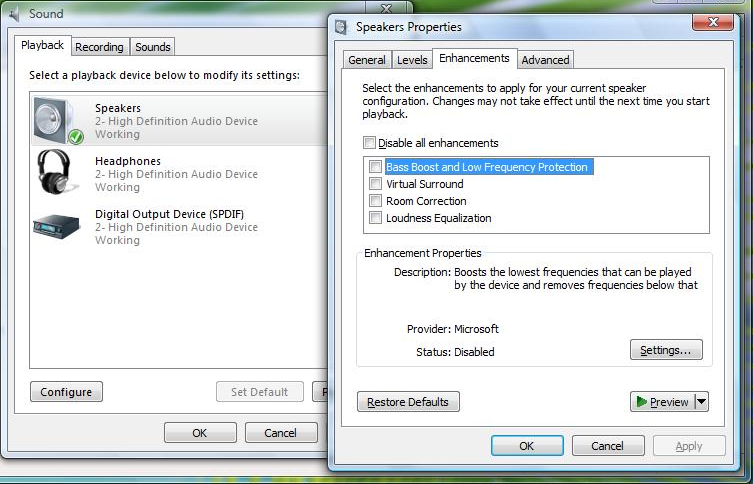 Sound
Playback
Recording
Sounds
Select a playback device below to modify its settings:
Speakers
2- High Definition Audio Device
Working
Headphones
2- High Definition Audio Device
Working
Digital Output Device (SPDIF)
2- High Definition Audio Device
Working
Configure
Set Default
OK
Cancel
Speakers Properties
General
Levels
Enhancements
Advanced
Select the enhancements to apply for your current speaker
configuration. Changes may not take effect until the next time you start
playback.
Disable all enhancements
Bass Boost and Low Frequency Protection
Virtual Surround
Room Correction
Loudness Equalization
Enhancement Properties
Description: Boosts the lowest frequencies that can be played
by the device and removes frequencies below that
Provider: Microsoft
Status: Disabled
Settings...
Restore Defaults
Preview
OK
Cancel
Apply